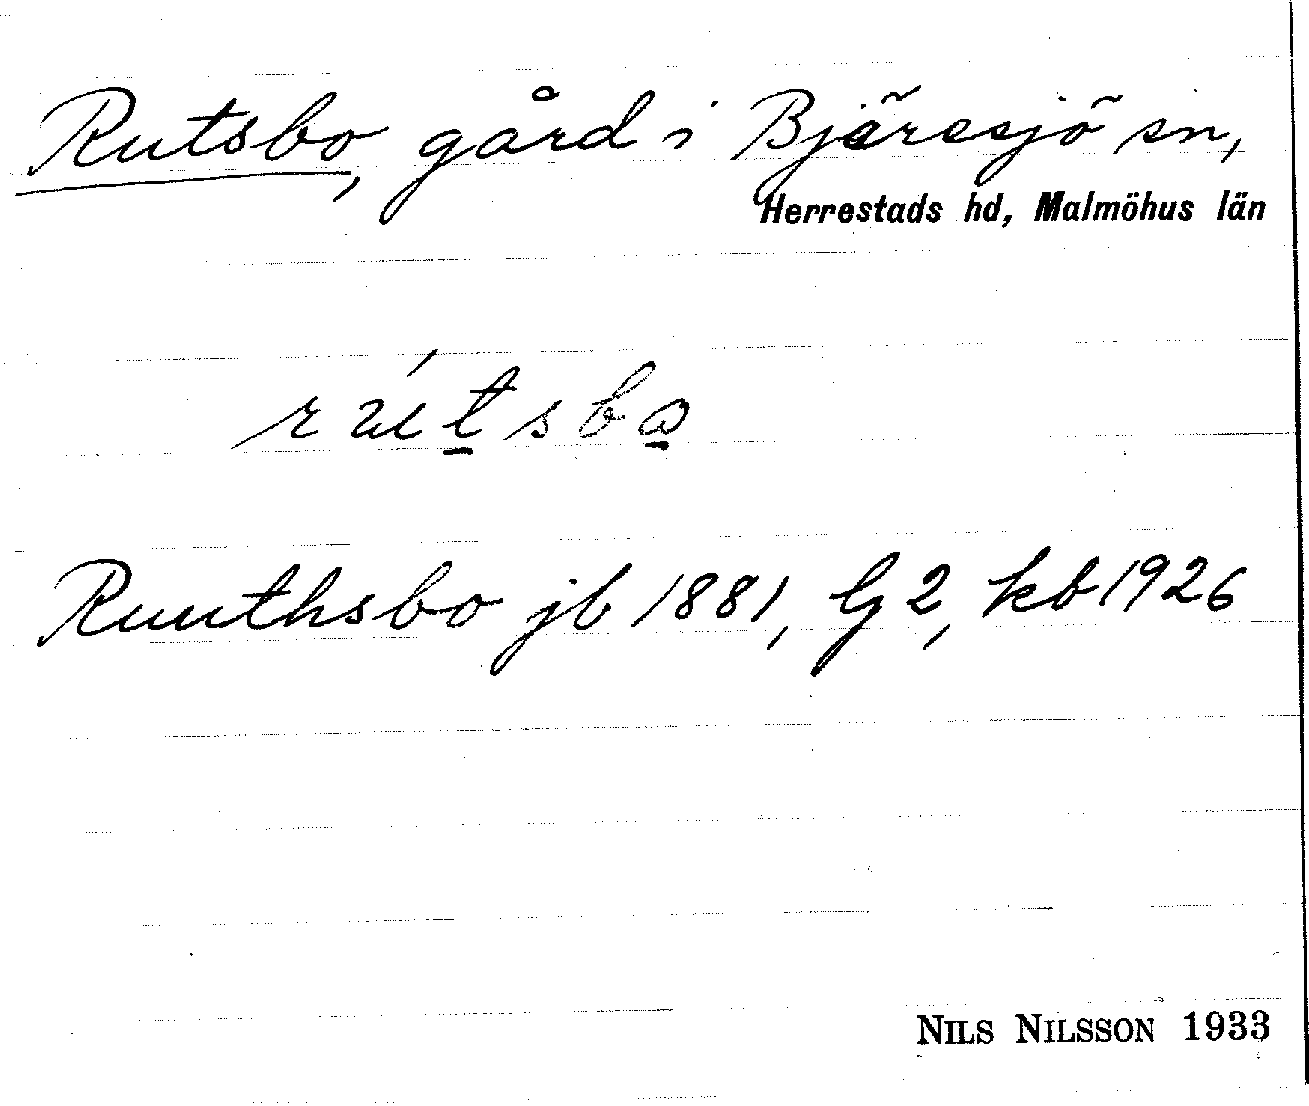 Rutsbo, gård i Bjäresjö sn,
Herrestads hd, Malmöhus län
rútsbo
Ruuthsbo jb 1881, G 2, kb 1926
NILS NILSSON 1933